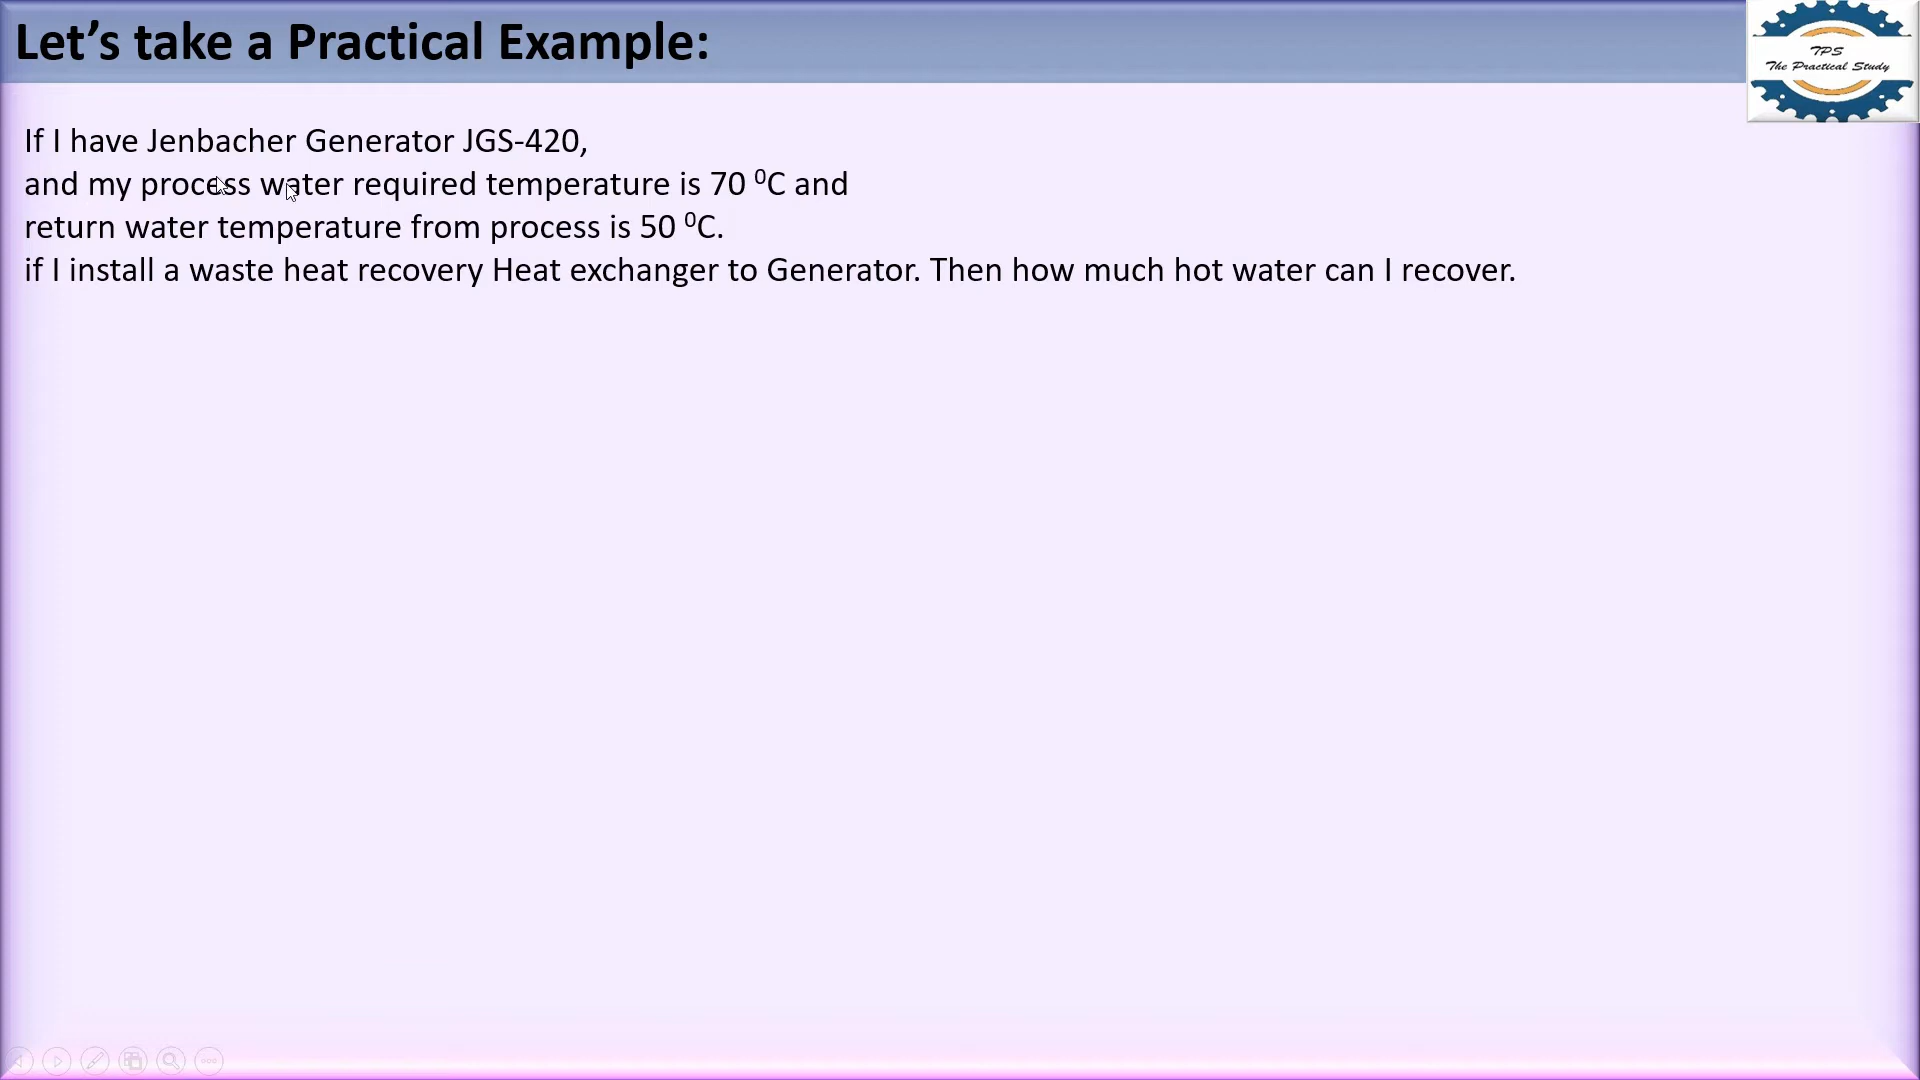 Let’s take a Practical Example:
TPS
The Practical Study
If I have Jenbacher Generator JGS-420,
and my process water required temperature is 70 ⁰C and
return water temperature from process is 50 ⁰C.
if I install a waste heat recovery Heat exchanger to Generator. Then how much hot water can I recover.